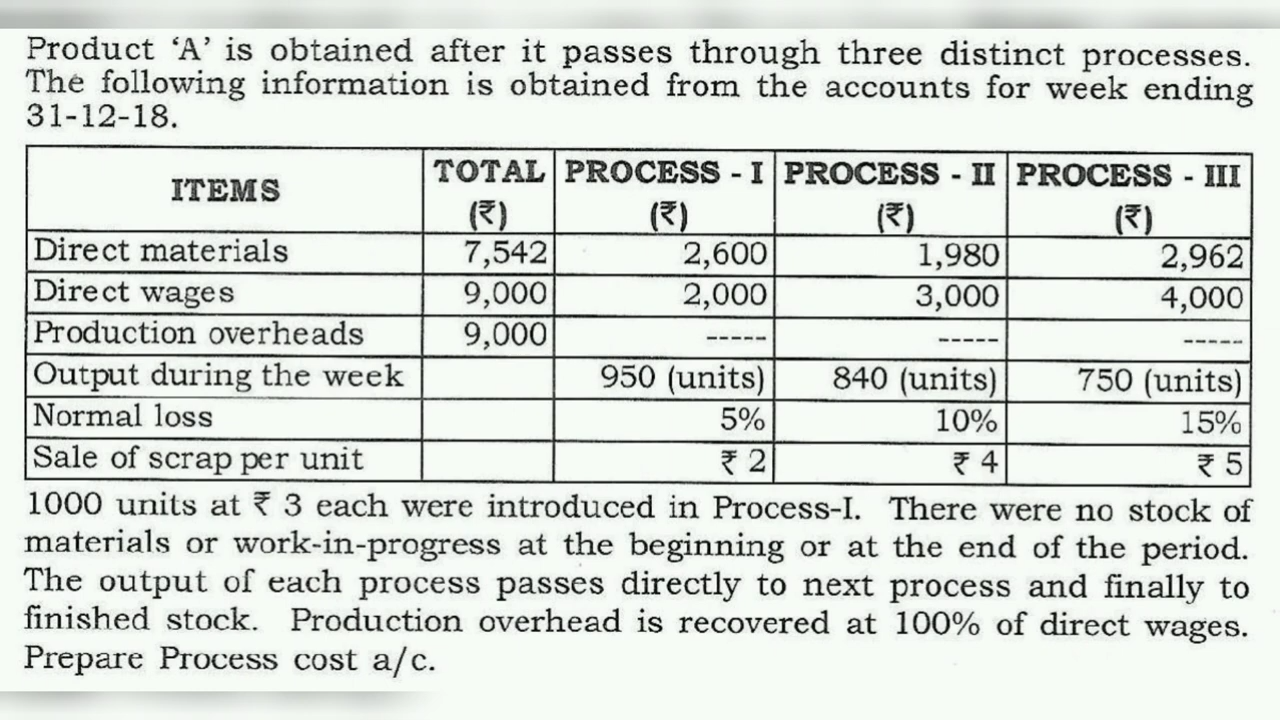 Product ‘A’ is obtained after it passes through three distinct processes.
The following information is obtained from the accounts for week ending
31-12-18.
ITEMS TOTAL (₹) PROCESS - I (₹) PROCESS - II (₹) PROCESS - III (₹)
Direct materials 7,542 2,600 1,980 2,962
Direct wages 9,000 2,000 3,000 4,000
Production overheads 9,000 ----- ----- -----
Output during the week 950 (units) 840 (units) 750 (units)
Normal loss 5% 10% 15%
Sale of scrap per unit ₹ 2 ₹ 4 ₹ 5
1000 units at ₹ 3 each were introduced in Process-I. There were no stock of
materials or work-in-progress at the beginning or at the end of the period.
The output of each process passes directly to next process and finally to
finished stock. Production overhead is recovered at 100% of direct wages.
Prepare Process cost a/c.